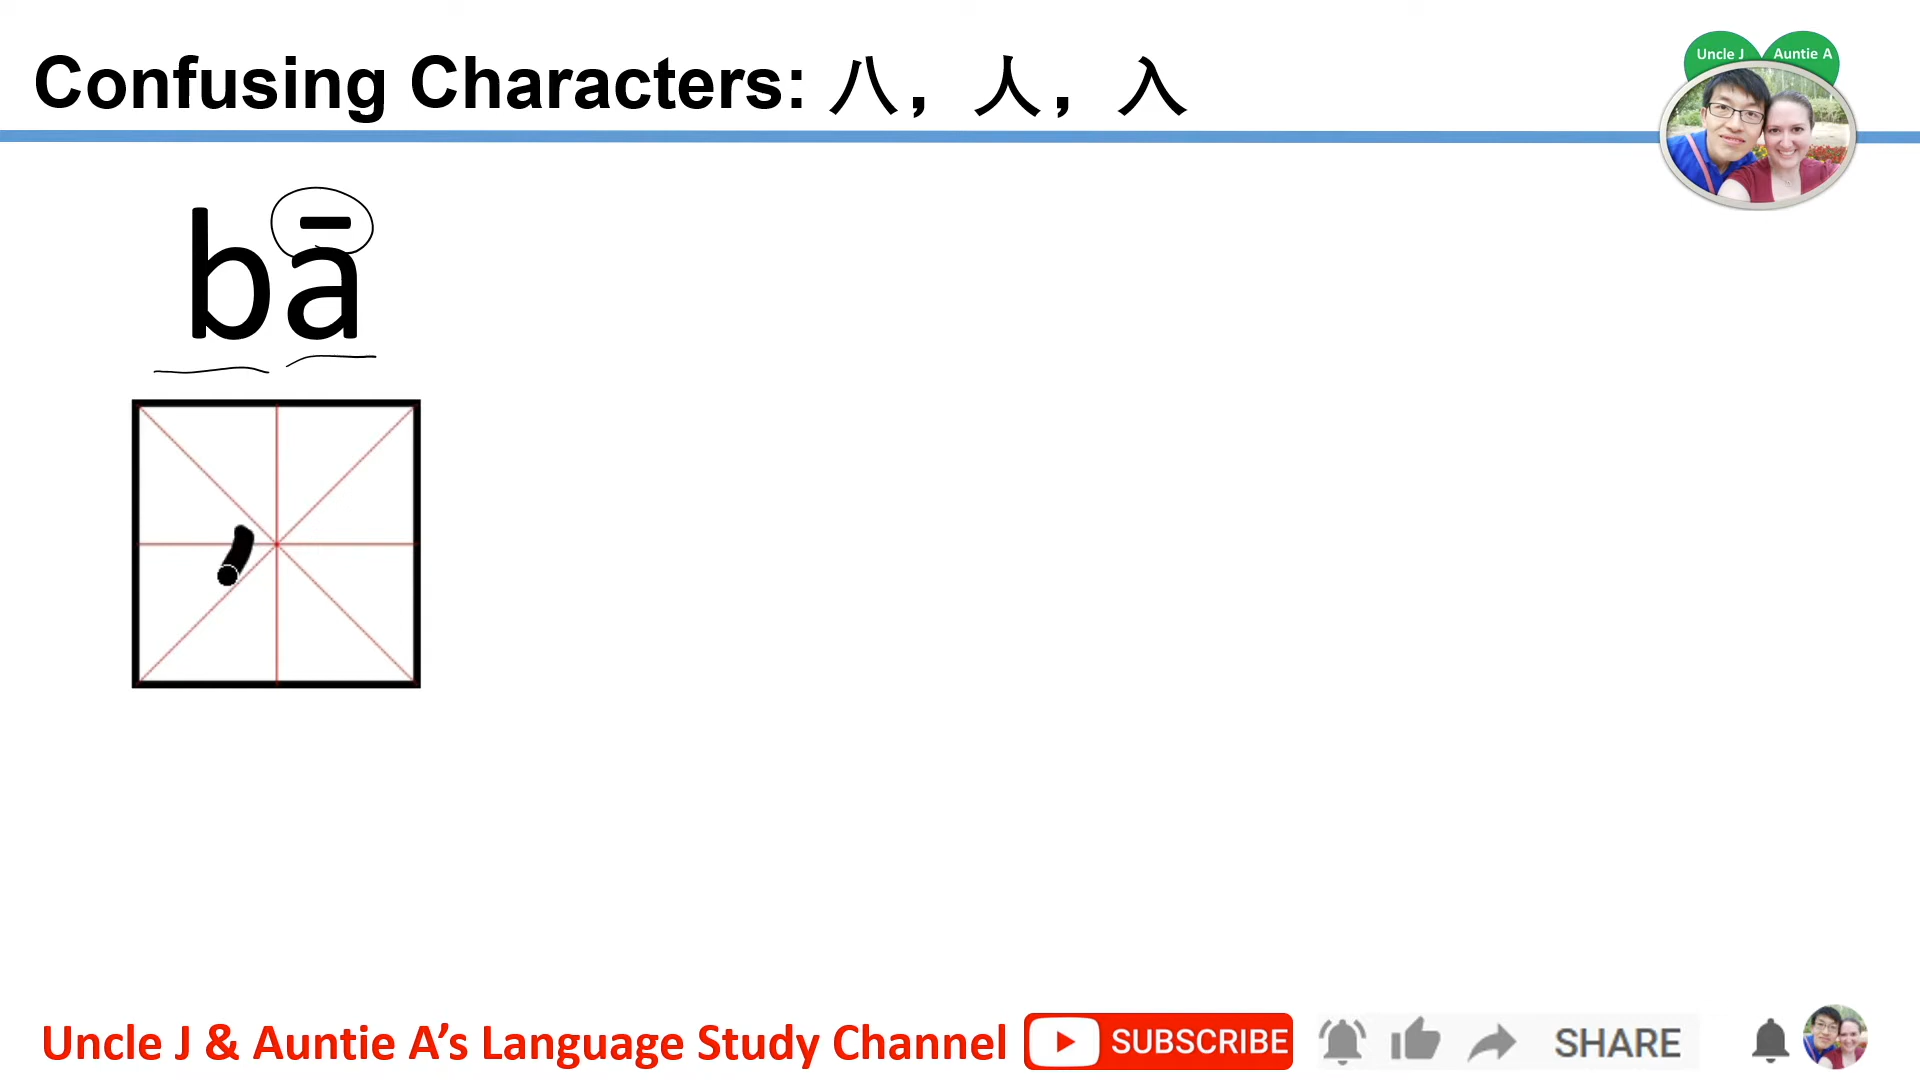 Confusing Characters: 八，人，入
Uncle J Auntie A
bā
Uncle J & Auntie A’s Language Study Channel SUBSCRIBE SHARE